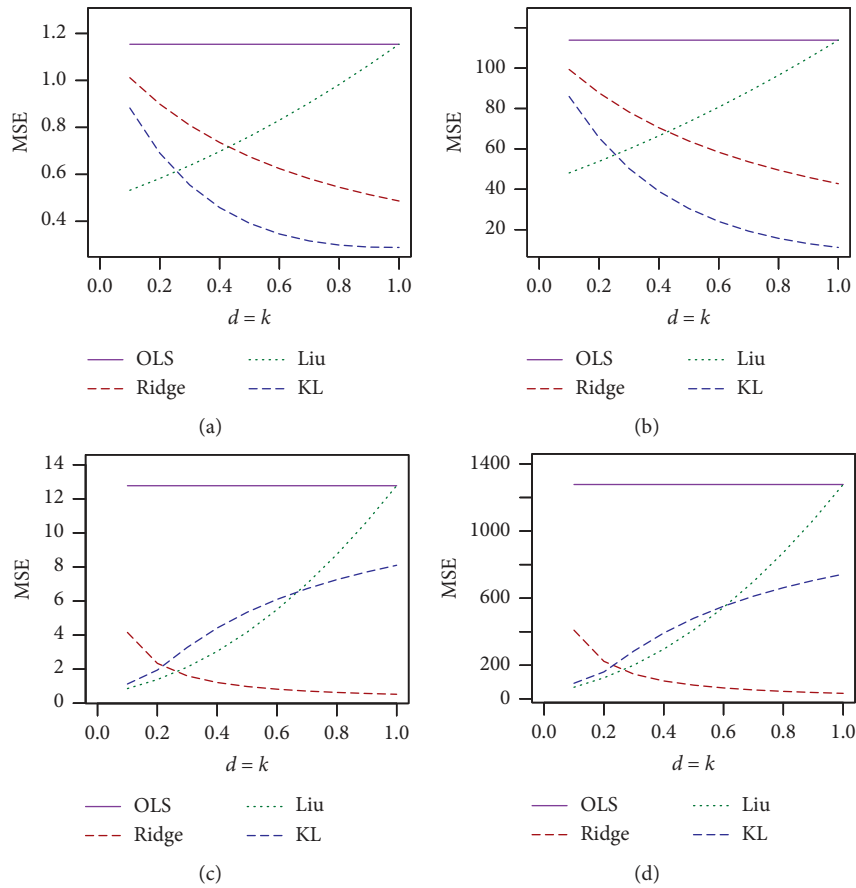 1.2
1.0
0.8
0.6
0.4
MSE
0.0 0.2 0.4 0.6 0.8 1.0
d = k
OLS Liu
Ridge KL
(a)
100
80
60
40
20
MSE
0.0 0.2 0.4 0.6 0.8 1.0
d = k
OLS Liu
Ridge KL
(b)
14
12
10
8
6
4
2
0
MSE
0.0 0.2 0.4 0.6 0.8 1.0
d = k
OLS Liu
Ridge KL
(c)
1400
1000
600
200
0
MSE
0.0 0.2 0.4 0.6 0.8 1.0
d = k
OLS Liu
Ridge KL
(d)